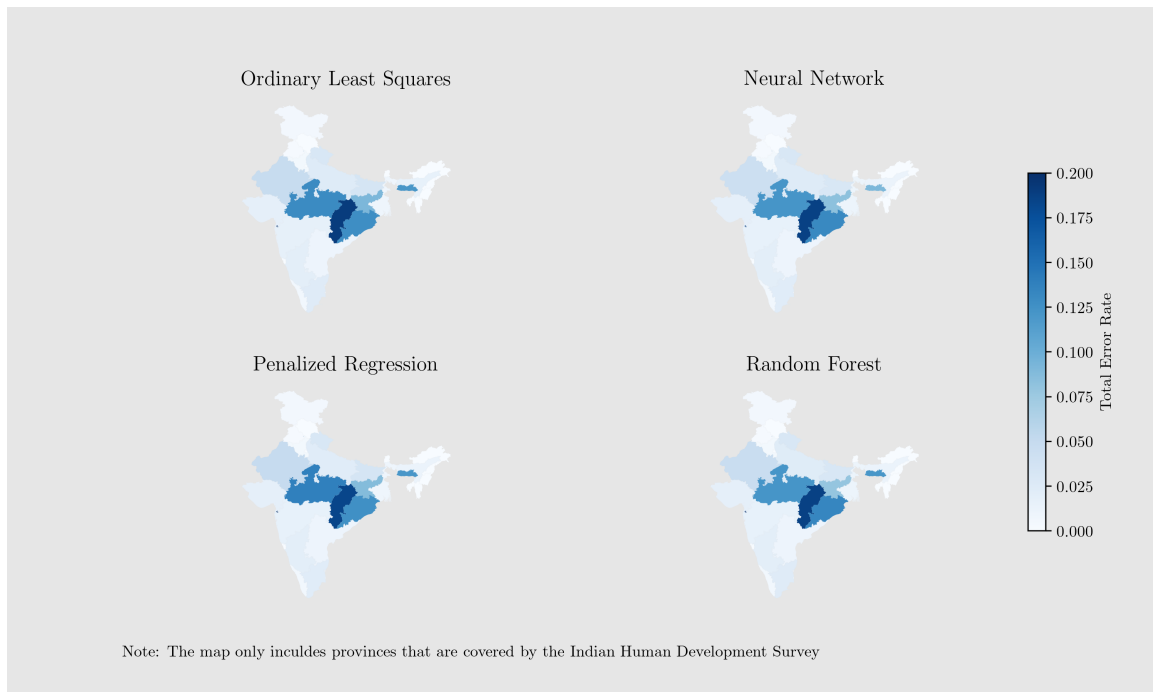 Ordinary Least Squares
Neural Network
Penalized Regression
Random Forest
0.200
0.175
0.150
0.125
0.100
0.075
0.050
0.025
0.000
Total Error Rate
Note: The map only inculdes provinces that are covered by the Indian Human Development Survey